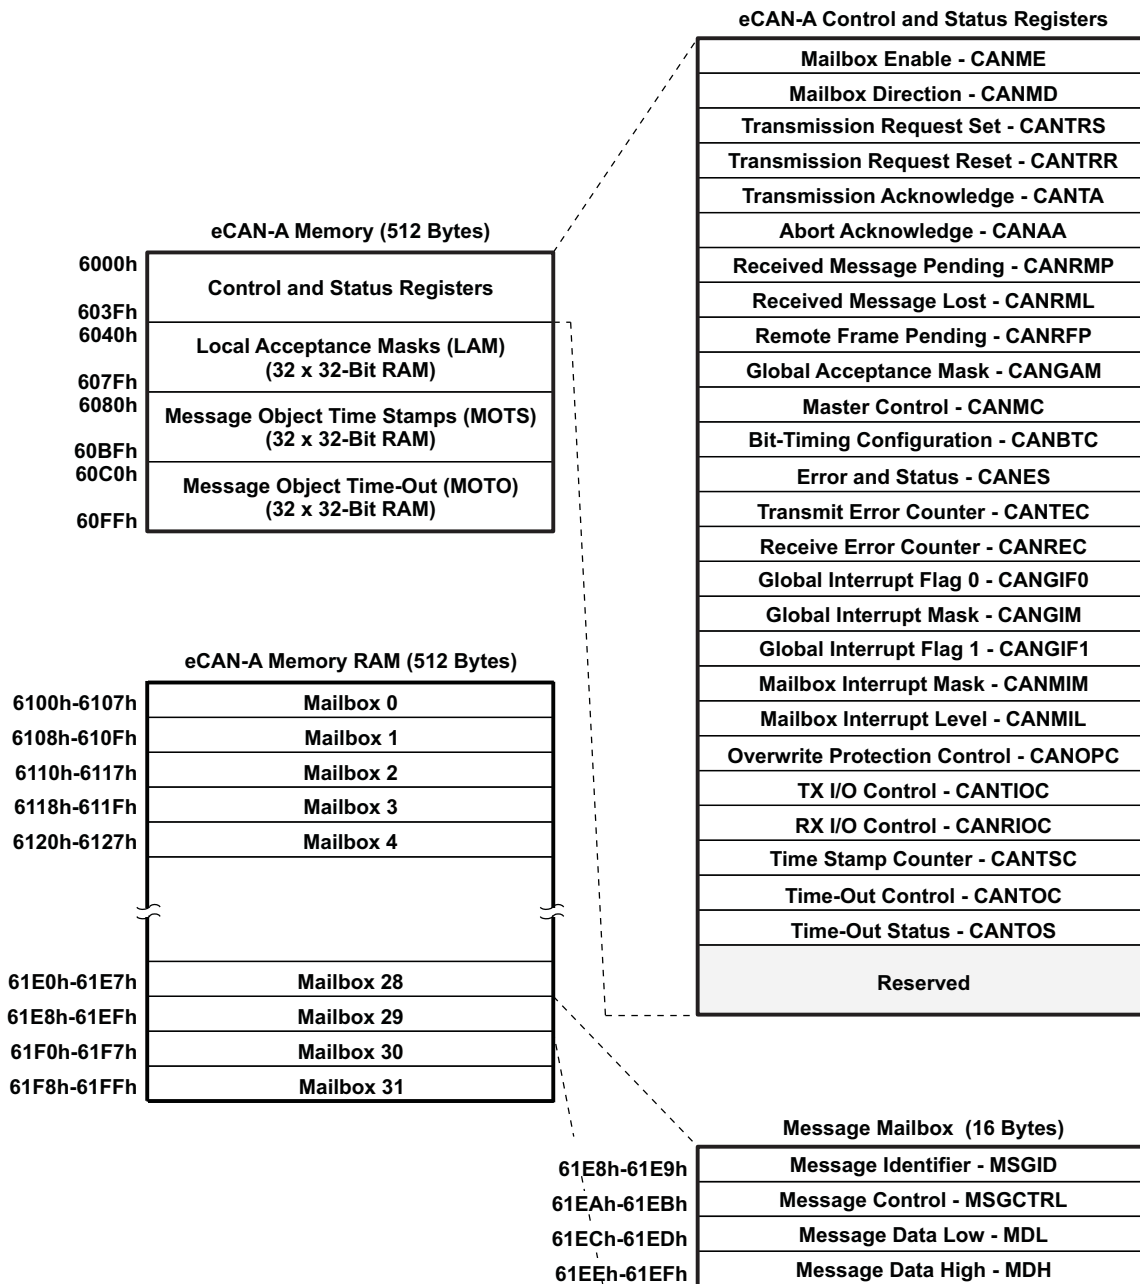 eCAN-A Control and Status Registers
Mailbox Enable - CANME
Mailbox Direction - CANMD
Transmission Request Set - CANTRS
Transmission Request Reset - CANTRR
Transmission Acknowledge - CANTA
Abort Acknowledge - CANAA
Received Message Pending - CANRMP
Received Message Lost - CANRML
Remote Frame Pending - CANRFP
Global Acceptance Mask - CANGAM
Master Control - CANMC
Bit-Timing Configuration - CANBTC
Error and Status - CANES
Transmit Error Counter - CANTEC
Receive Error Counter - CANREC
Global Interrupt Flag 0 - CANGIF0
Global Interrupt Mask - CANGIM
Global Interrupt Flag 1 - CANGIF1
Mailbox Interrupt Mask - CANMIM
Mailbox Interrupt Level - CANMIL
Overwrite Protection Control - CANOPC
TX I/O Control - CANTIOC
RX I/O Control - CANRIOC
Time Stamp Counter - CANTSC
Time-Out Control - CANTOC
Time-Out Status - CANTOS
Reserved
eCAN-A Memory (512 Bytes)
6000h
Control and Status Registers
603Fh
6040h
Local Acceptance Masks (LAM)
(32 x 32-Bit RAM)
607Fh
6080h
Message Object Time Stamps (MOTS)
(32 x 32-Bit RAM)
60BFh
60C0h
Message Object Time-Out (MOTO)
(32 x 32-Bit RAM)
60FFh
eCAN-A Memory RAM (512 Bytes)
6100h-6107h Mailbox 0
6108h-610Fh Mailbox 1
6110h-6117h Mailbox 2
6118h-611Fh Mailbox 3
6120h-6127h Mailbox 4
61E0h-61E7h Mailbox 28
61E8h-61EFh Mailbox 29
61F0h-61F7h Mailbox 30
61F8h-61FFh Mailbox 31
Message Mailbox (16 Bytes)
61E8h-61E9h Message Identifier - MSGID
61EAh-61EBh Message Control - MSGCTRL
61ECh-61EDh Message Data Low - MDL
61EEh-61EFh Message Data High - MDH